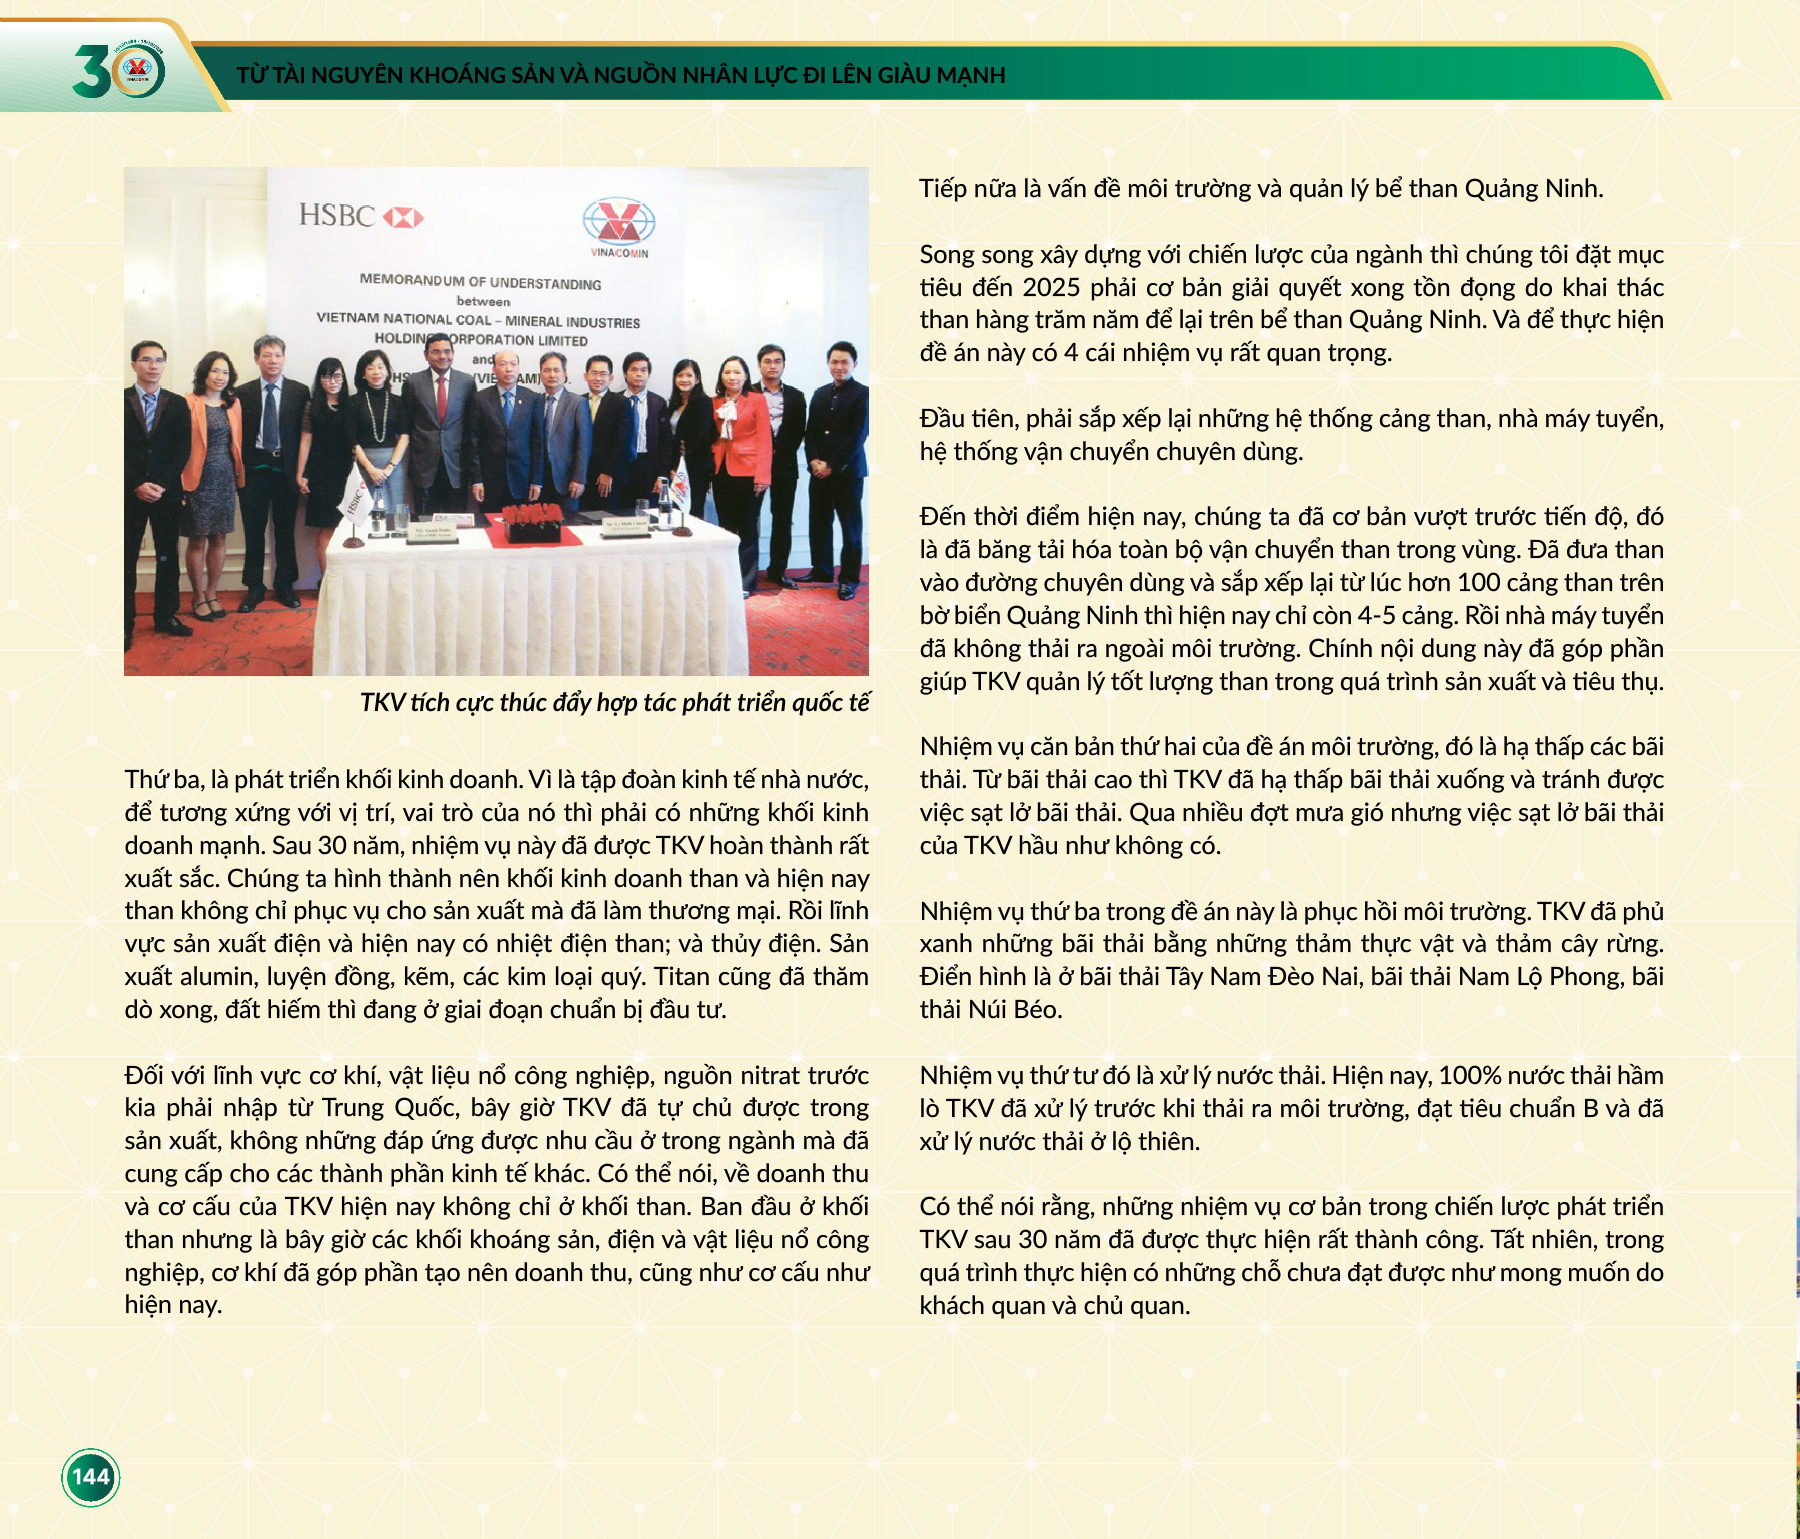 30
VINACOMIN
TỪ TÀI NGUYÊN KHOÁNG SẢN VÀ NGUỒN NHÂN LỰC ĐI LÊN GIÀU MẠNH
HSBC
VINACOMIN
MEMORANDUM OF UNDERSTANDING
between
VIETNAM NATIONAL COAL – MINERAL INDUSTRIES
HOLDING CORPORATION LIMITED
and
HSBC
TKV tích cực thúc đẩy hợp tác phát triển quốc tế
Thứ ba, là phát triển khối kinh doanh. Vì là tập đoàn kinh tế nhà nước,
để tương xứng với vị trí, vai trò của nó thì phải có những khối kinh
doanh mạnh. Sau 30 năm, nhiệm vụ này đã được TKV hoàn thành rất
xuất sắc. Chúng ta hình thành nên khối kinh doanh than và hiện nay
than không chỉ phục vụ cho sản xuất mà đã làm thương mại. Rồi lĩnh
vực sản xuất điện và hiện nay có nhiệt điện than; và thủy điện. Sản
xuất alumin, luyện đồng, kẽm, các kim loại quý. Titan cũng đã thăm
dò xong, đất hiếm thì đang ở giai đoạn chuẩn bị đầu tư.
Đối với lĩnh vực cơ khí, vật liệu nổ công nghiệp, nguồn nitrat trước
kia phải nhập từ Trung Quốc, bây giờ TKV đã tự chủ được trong
sản xuất, không những đáp ứng được nhu cầu ở trong ngành mà đã
cung cấp cho các thành phần kinh tế khác. Có thể nói, về doanh thu
và cơ cấu của TKV hiện nay không chỉ ở khối than. Ban đầu ở khối
than nhưng là bây giờ các khối khoáng sản, điện và vật liệu nổ công
nghiệp, cơ khí đã góp phần tạo nên doanh thu, cũng như cơ cấu như
hiện nay.
Tiếp nữa là vấn đề môi trường và quản lý bể than Quảng Ninh.
Song song xây dựng với chiến lược của ngành thì chúng tôi đặt mục
tiêu đến 2025 phải cơ bản giải quyết xong tồn đọng do khai thác
than hàng trăm năm để lại trên bể than Quảng Ninh. Và để thực hiện
đề án này có 4 cái nhiệm vụ rất quan trọng.
Đầu tiên, phải sắp xếp lại những hệ thống cảng than, nhà máy tuyển,
hệ thống vận chuyển chuyên dùng.
Đến thời điểm hiện nay, chúng ta đã cơ bản vượt trước tiến độ, đó
là đã băng tải hóa toàn bộ vận chuyển than trong vùng. Đã đưa than
vào đường chuyên dùng và sắp xếp lại từ lúc hơn 100 cảng than trên
bờ biển Quảng Ninh thì hiện nay chỉ còn 4-5 cảng. Rồi nhà máy tuyển
đã không thải ra ngoài môi trường. Chính nội dung này đã góp phần
giúp TKV quản lý tốt lượng than trong quá trình sản xuất và tiêu thụ.
Nhiệm vụ căn bản thứ hai của đề án môi trường, đó là hạ thấp các bãi
thải. Từ bãi thải cao thì TKV đã hạ thấp bãi thải xuống và tránh được
việc sạt lở bãi thải. Qua nhiều đợt mưa gió nhưng việc sạt lở bãi thải
của TKV hầu như không có.
Nhiệm vụ thứ ba trong đề án này là phục hồi môi trường. TKV đã phủ
xanh những bãi thải bằng những thảm thực vật và thảm cây rừng.
Điển hình là ở bãi thải Tây Nam Đèo Nai, bãi thải Nam Lộ Phong, bãi
thải Núi Béo.
Nhiệm vụ thứ tư đó là xử lý nước thải. Hiện nay, 100% nước thải hầm
lò TKV đã xử lý trước khi thải ra môi trường, đạt tiêu chuẩn B và đã
xử lý nước thải ở lộ thiên.
Có thể nói rằng, những nhiệm vụ cơ bản trong chiến lược phát triển
TKV sau 30 năm đã được thực hiện rất thành công. Tất nhiên, trong
quá trình thực hiện có những chỗ chưa đạt được như mong muốn do
khách quan và chủ quan.
144